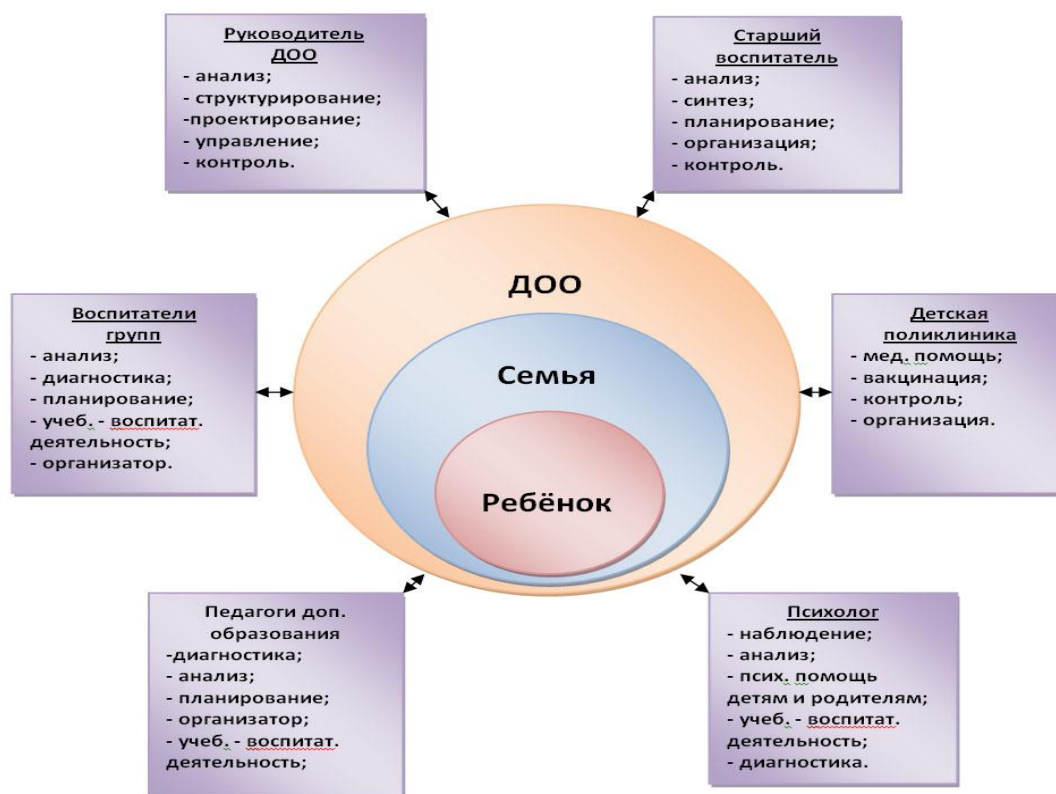 Руководитель
ДОО
- анализ;
- структурирование;
-проектирование;
- управление;
- контроль.
Старший
воспитатель
- анализ;
- синтез;
- планирование;
- организация;
- контроль.
ДОО
Семья
Ребёнок
Воспитатели
групп
- анализ;
- диагностика;
- планирование;
- учеб. - воспитат.
деятельность;
- организатор.
Детская
поликлиника
- мед. помощь;
- вакцинация;
- контроль;
- организация.
Педагоги доп.
образования
-диагностика;
- анализ;
- планирование;
- организатор;
- учеб. - воспитат.
деятельность;
Психолог
- наблюдение;
- анализ;
- псих. помощь
детям и родителям;
- учеб. - воспитат.
деятельность;
- диагностика.